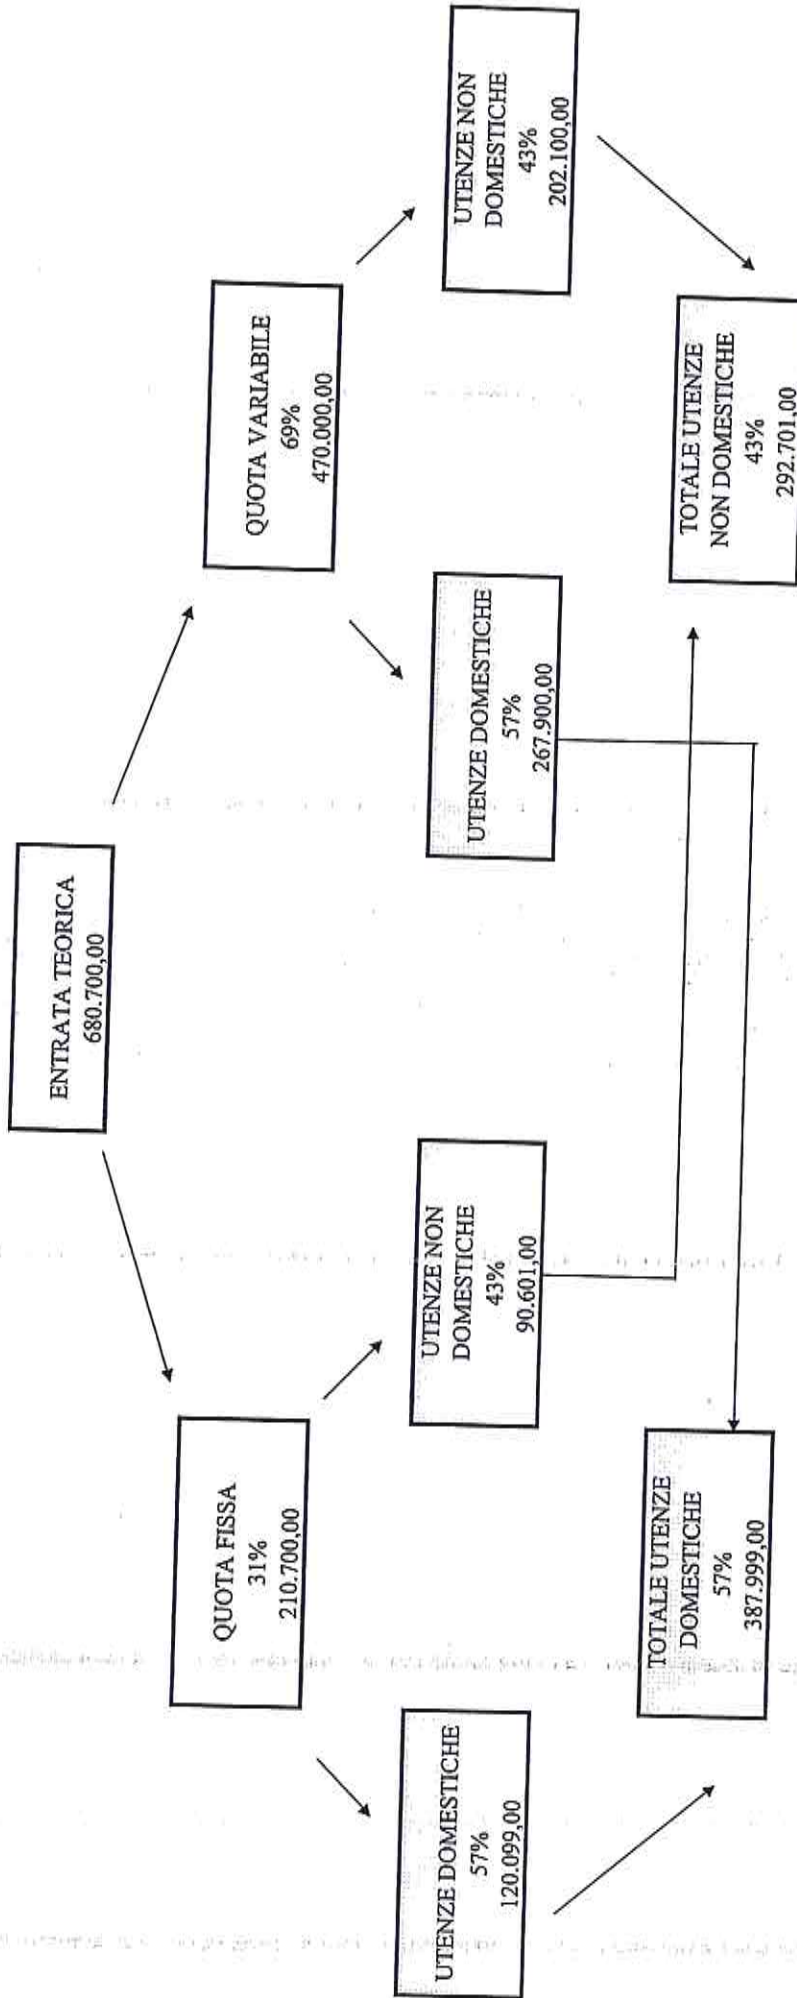 ENTRATA TEORICA
680.700,00
QUOTA FISSA
31%
210.700,00
QUOTA VARIABILE
69%
470.000,00
UTENZE DOMESTICHE
57%
120.099,00
UTENZE NON
DOMESTICHE
43%
90.601,00
UTENZE DOMESTICHE
57%
267.900,00
UTENZE NON
DOMESTICHE
43%
202.100,00
TOTALE UTENZE
DOMESTICHE
57%
387.999,00
TOTALE UTENZE
NON DOMESTICHE
43%
292.701,00